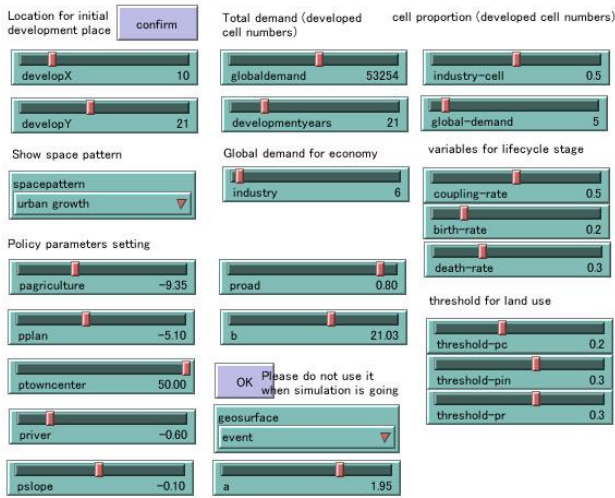 Location for initial
development place
confirm
Total demand (developed
cell numbers)
cell proportion (developed cell numbers)
developX 10
globaldemand 53254
industry-cell 0.5
developY 21
developmentyears 21
global-demand 5
Show space pattern
Global demand for economy
variables for lifecycle stage
spacepattern
urban growth
industry 6
coupling-rate 0.5
birth-rate 0.2
death-rate 0.3
Policy parameters setting
pagriculture -9.35
proad 0.80
threshold for land use
pplan -5.10
b 21.03
threshold-pc 0.2
ptowncenter 50.00
OK
Please do not use it
when simulation is going
threshold-pin 0.3
threshold-pr 0.3
priver -0.60
geosurface
event
pslope -0.10
a 1.95